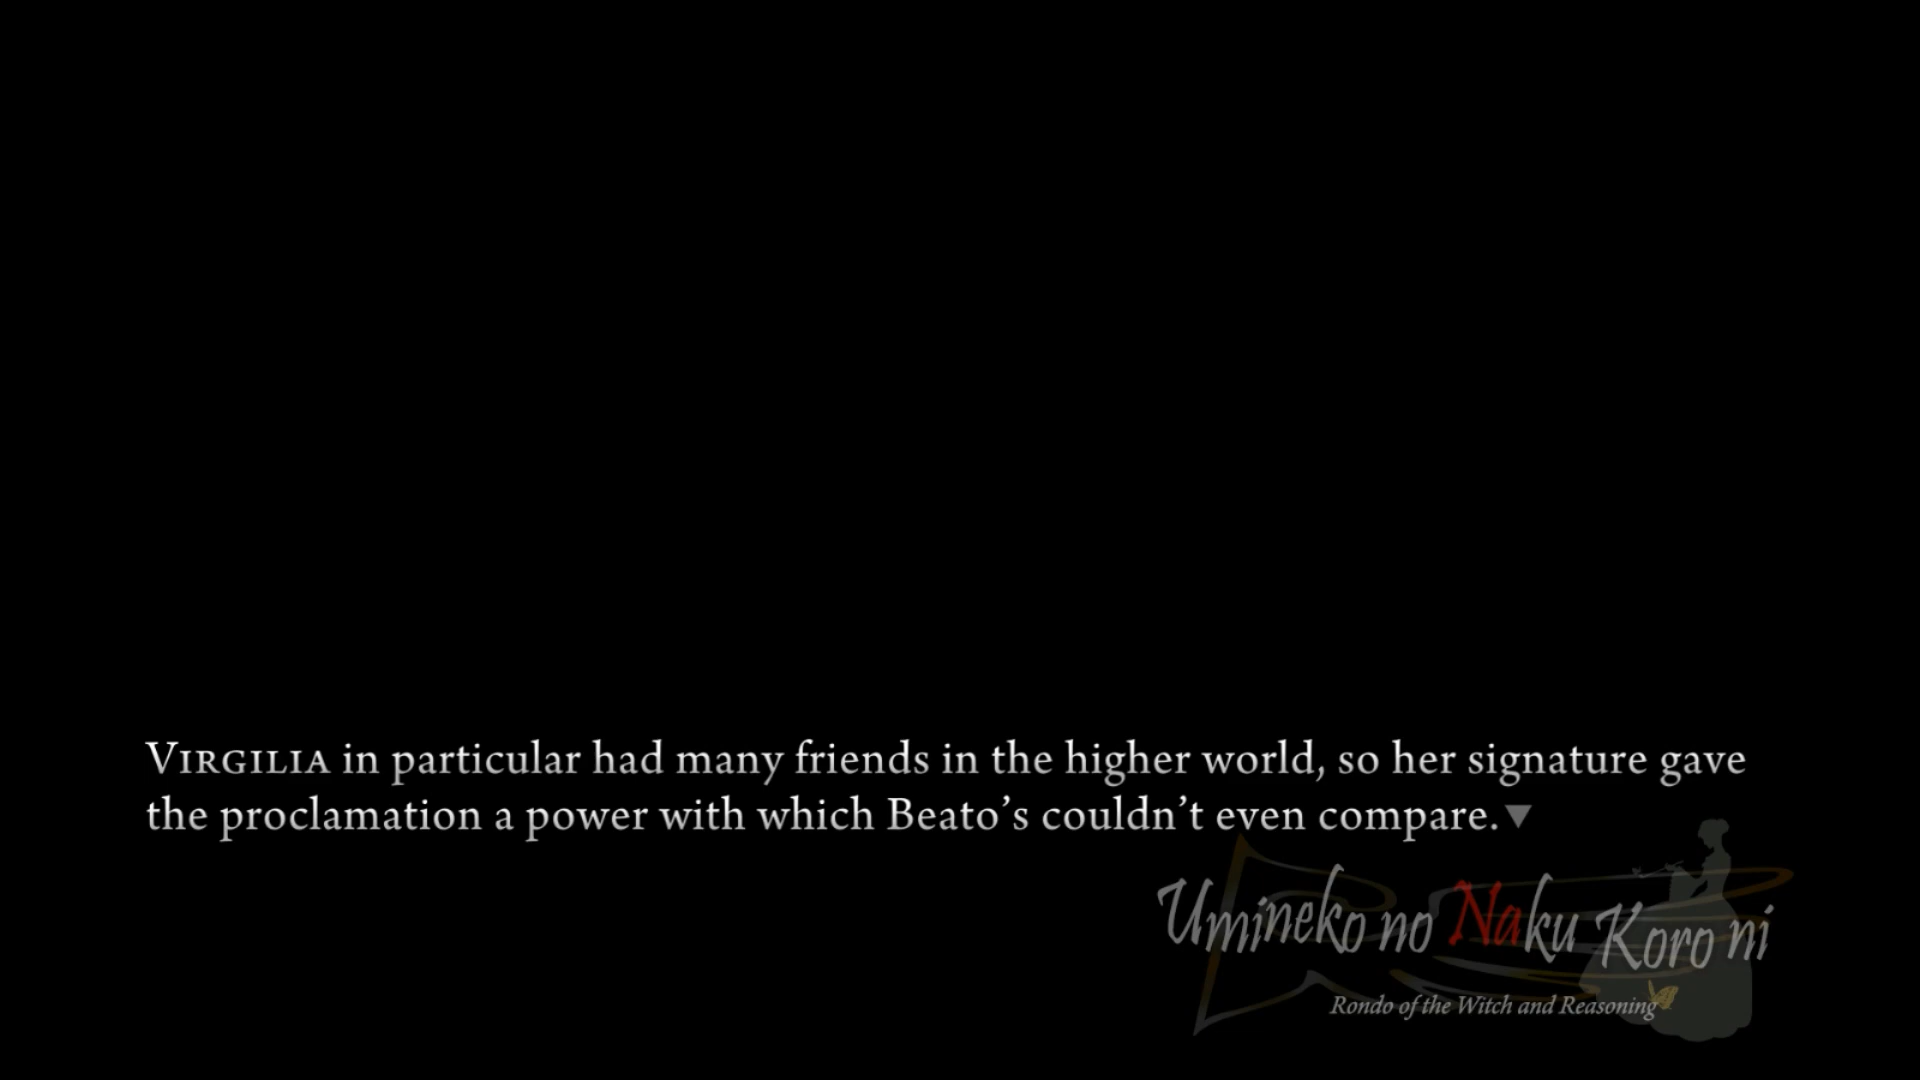 VIRGILIA in particular had many friends in the higher world, so her signature gave
the proclamation a power with which Beato’s couldn’t even compare.▼
Umineko no Naku Koro ni
Rondo of the Witch and Reasoning